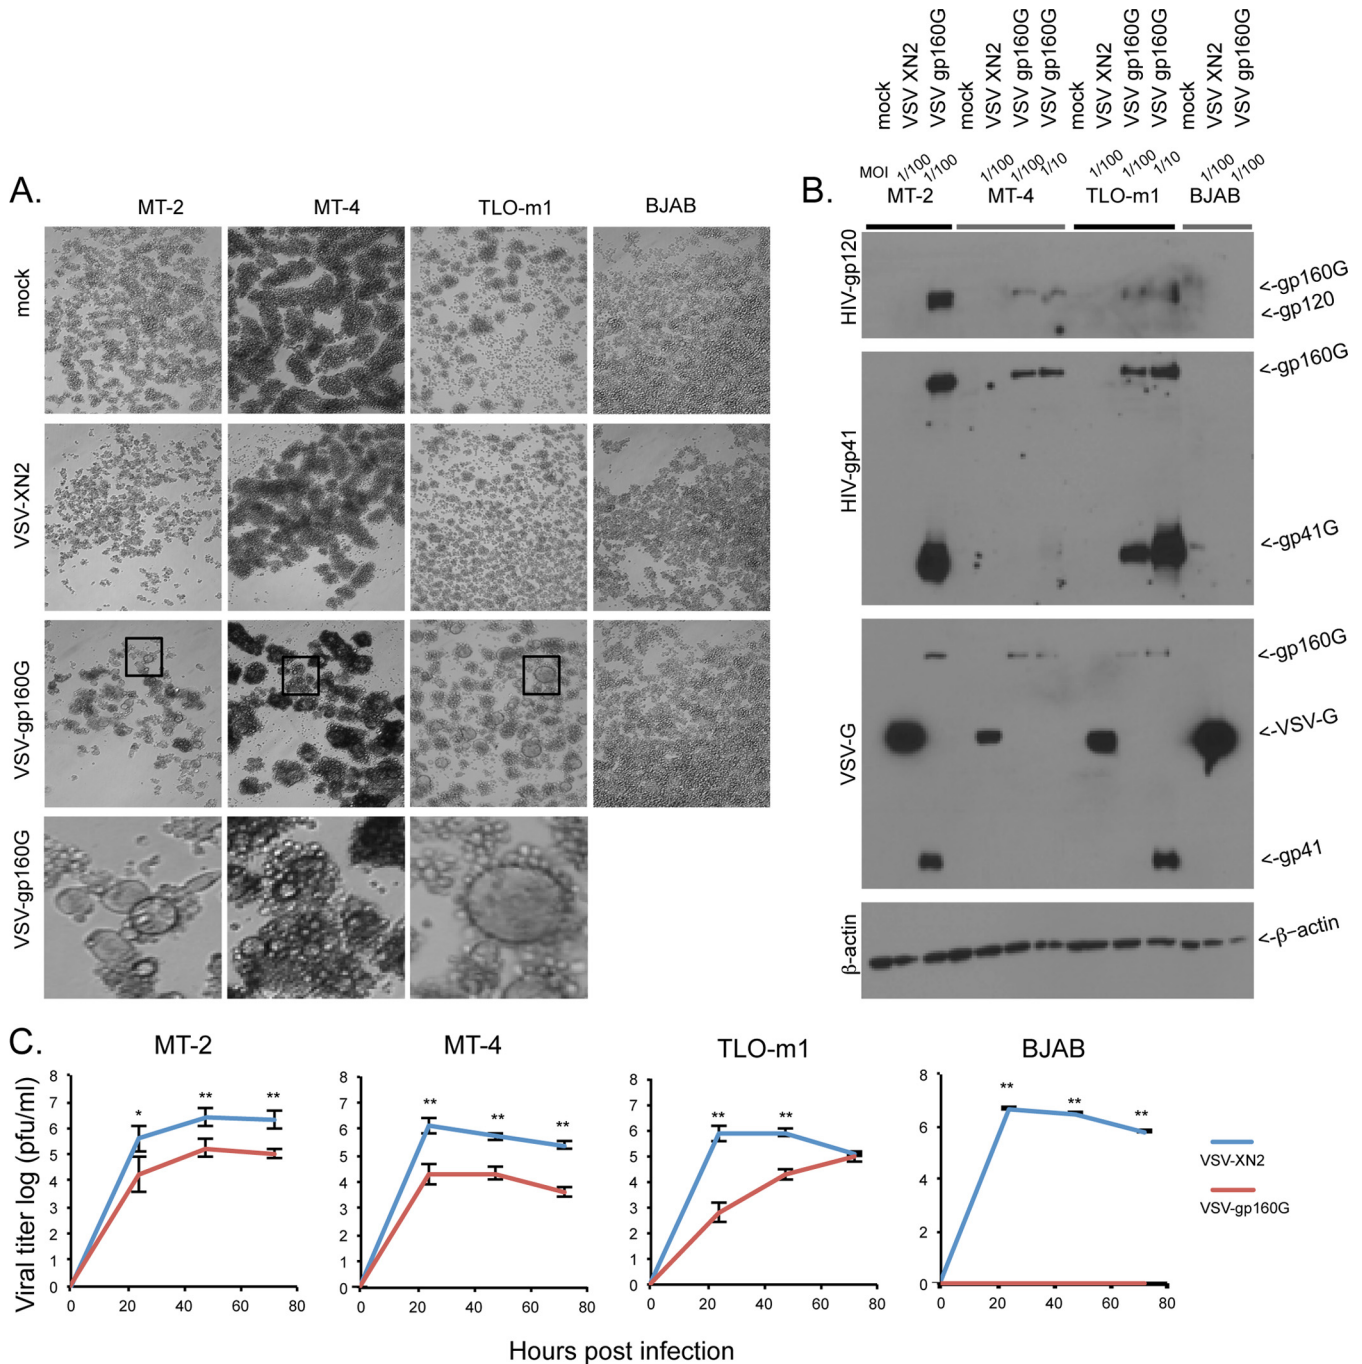 A.
MT-2 MT-4 TLO-m1 BJAB
mock
VSV-XN2
VSV-gp160G
VSV-gp160G
B.
mock
VSV XN2
VSV gp160G
mock
VSV XN2
VSV gp160G
VSV gp160G
mock
VSV XN2
VSV gp160G
VSV gp160G
mock
VSV XN2
VSV gp160G
MOI 1/100 1/100 1/100 1/100 1/10 1/100 1/100 1/10 1/100 1/100
MT-2 MT-4 TLO-m1 BJAB
HIV-gp120
<-gp160G
<-gp120
HIV-gp41
<-gp160G
<-gp41G
VSV-G
<-gp160G
<-VSV-G
<-gp41
β-actin
<-β-actin
C.
MT-2 MT-4 TLO-m1 BJAB
Viral titer log (pfu/ml)
8
7
6
5
4
3
2
1
0
* ** **
0 20 40 60 80
8
7
6
5
4
3
2
1
0
** ** **
0 20 40 60 80
8
7
6
5
4
3
2
1
0
** **
0 20 40 60 80
8
6
4
2
0
** ** **
0 20 40 60 80
VSV-XN2
VSV-gp160G
Hours post infection